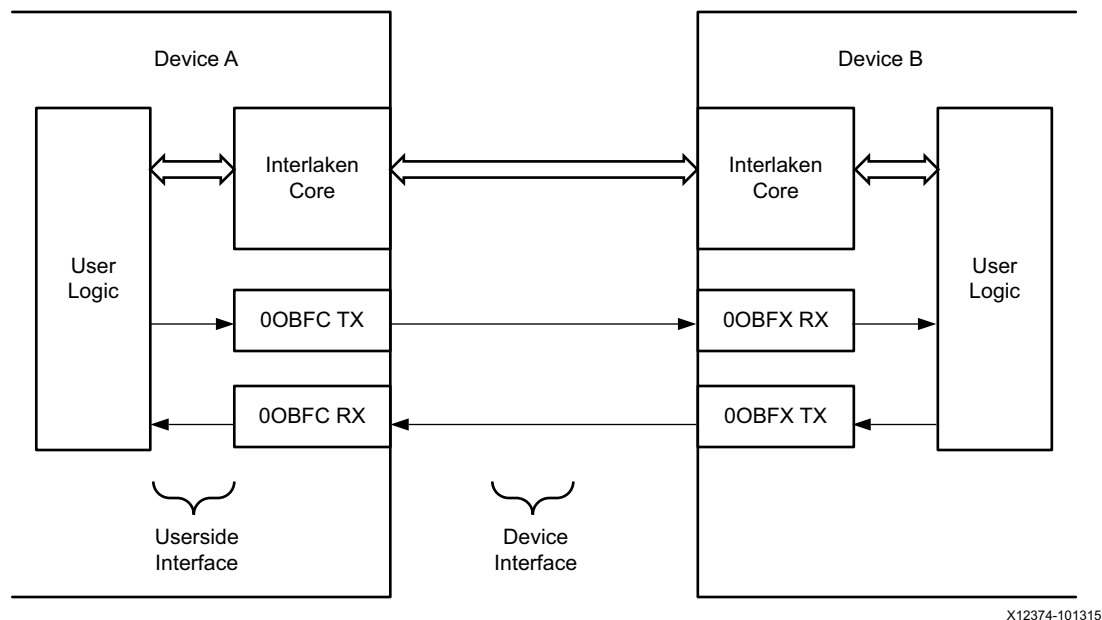 Device A
Device B
Interlaken
Core
Interlaken
Core
User
Logic
User
Logic
0OBFC TX
0OBFX RX
0OBFC RX
0OBFX TX
Userside
Interface
Device
Interface
X12374-101315